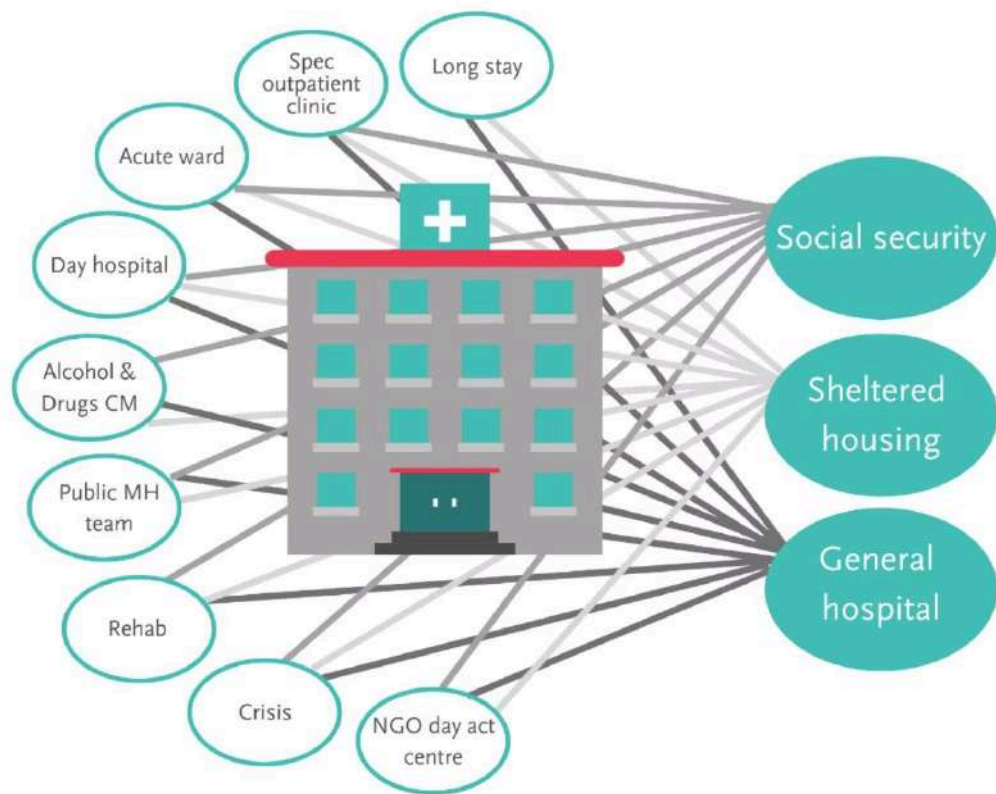 Spec
outpatient
clinic
Long stay
Acute ward
Social security
Day hospital
Alcohol &
Drugs CM
Sheltered
housing
Public MH
team
General
hospital
Rehab
Crisis
NGO day act
centre